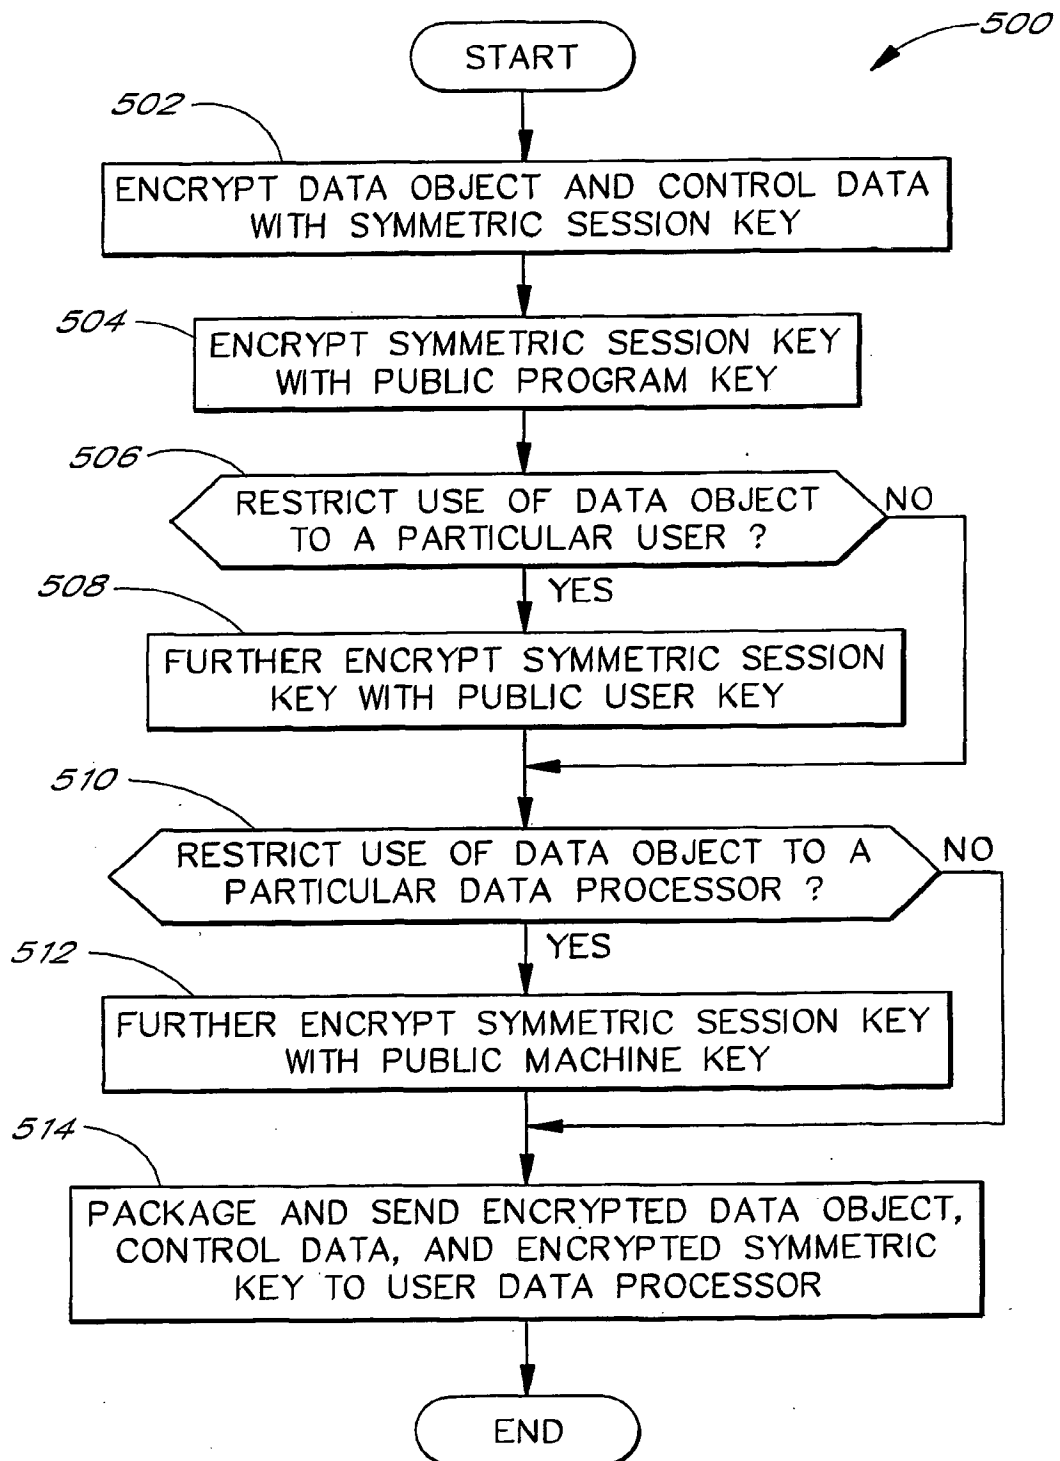 500
START
502
ENCRYPT DATA OBJECT AND CONTROL DATA
WITH SYMMETRIC SESSION KEY
504
ENCRYPT SYMMETRIC SESSION KEY
WITH PUBLIC PROGRAM KEY
506
RESTRICT USE OF DATA OBJECT
TO A PARTICULAR USER ?
NO
YES
508
FURTHER ENCRYPT SYMMETRIC SESSION
KEY WITH PUBLIC USER KEY
510
RESTRICT USE OF DATA OBJECT TO A
PARTICULAR DATA PROCESSOR ?
NO
YES
512
FURTHER ENCRYPT SYMMETRIC SESSION KEY
WITH PUBLIC MACHINE KEY
514
PACKAGE AND SEND ENCRYPTED DATA OBJECT,
CONTROL DATA, AND ENCRYPTED SYMMETRIC
KEY TO USER DATA PROCESSOR
END